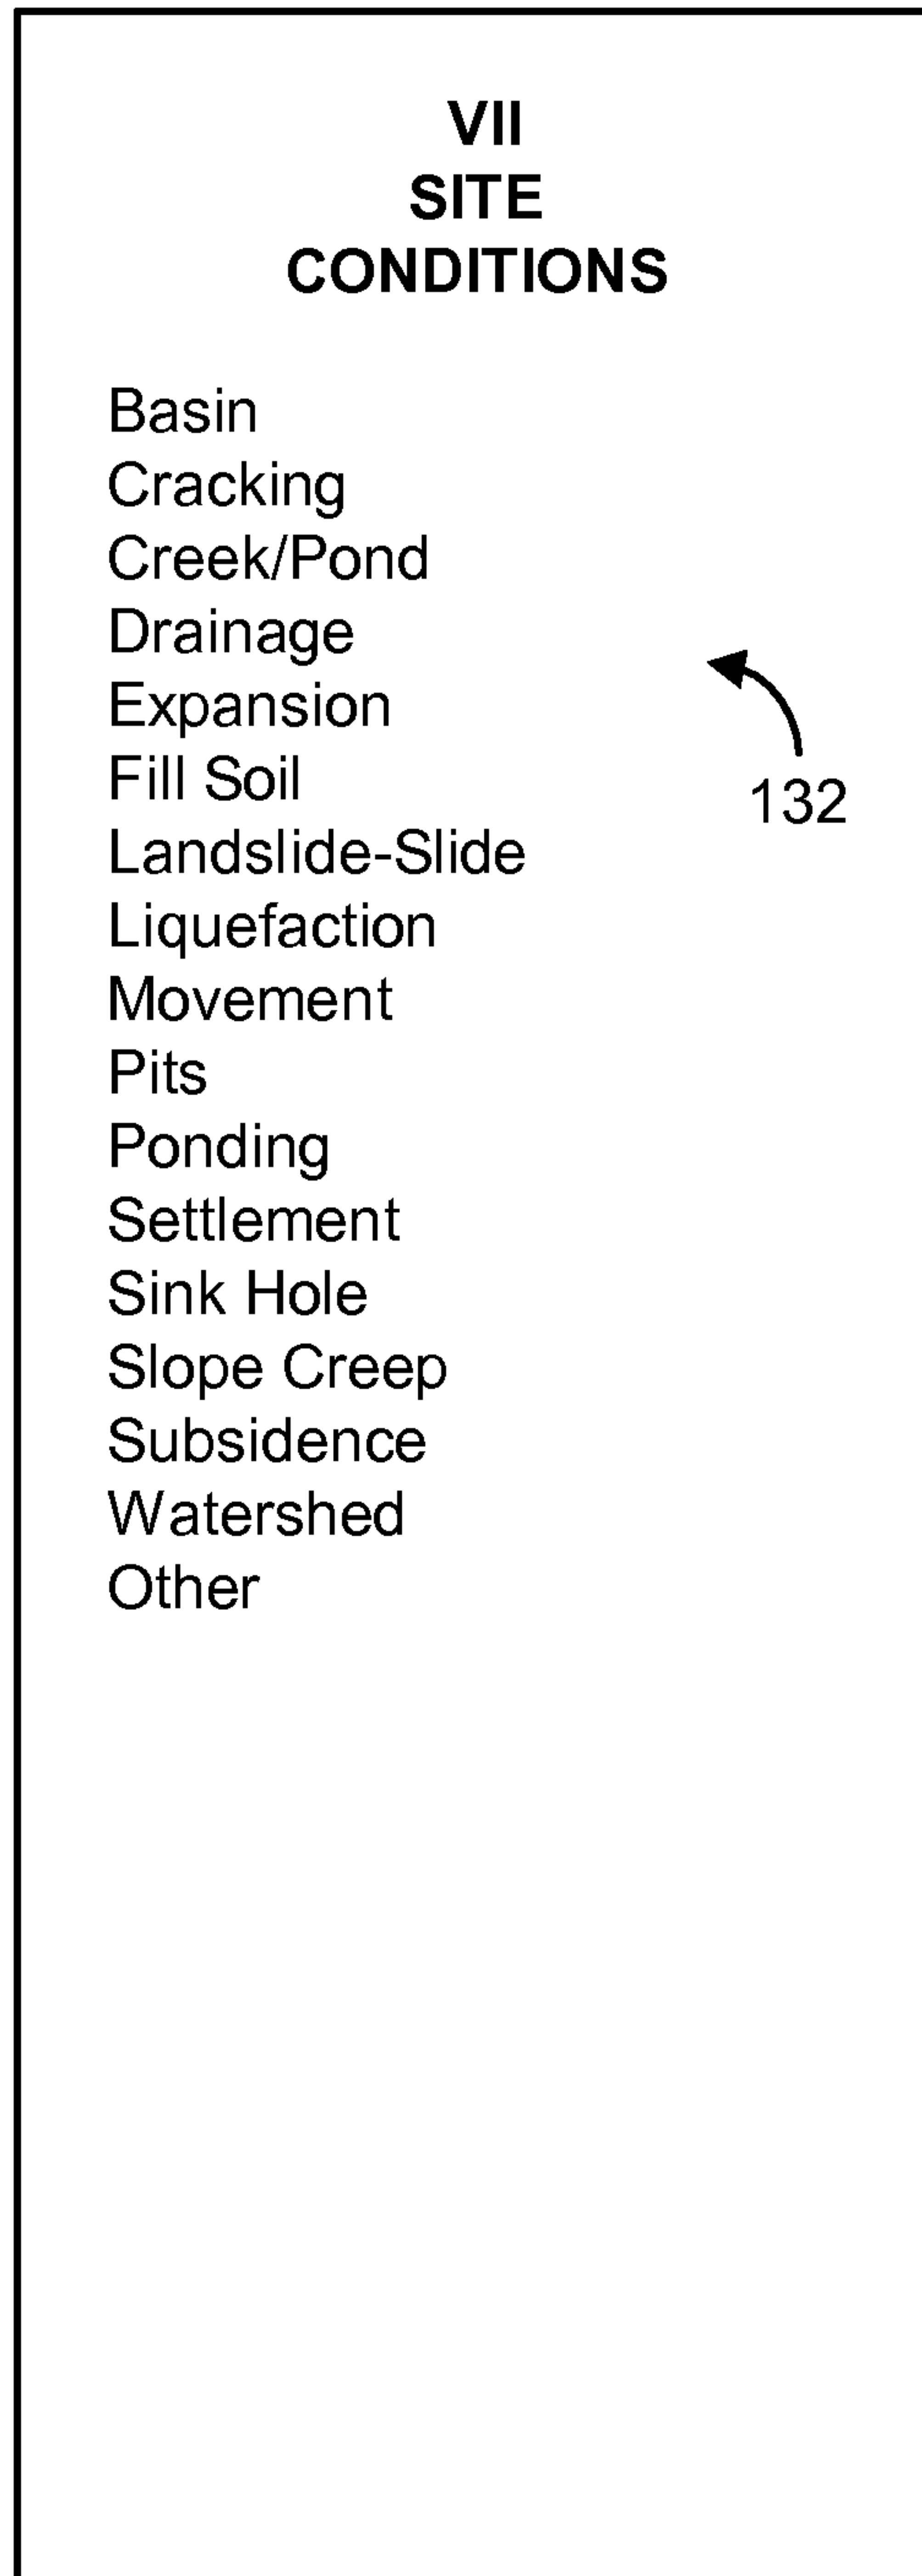 VII
SITE
CONDITIONS
Basin
Cracking
Creek/Pond
Drainage
Expansion
Fill Soil
132
Landslide-Slide
Liquefaction
Movement
Pits
Ponding
Settlement
Sink Hole
Slope Creep
Subsidence
Watershed
Other